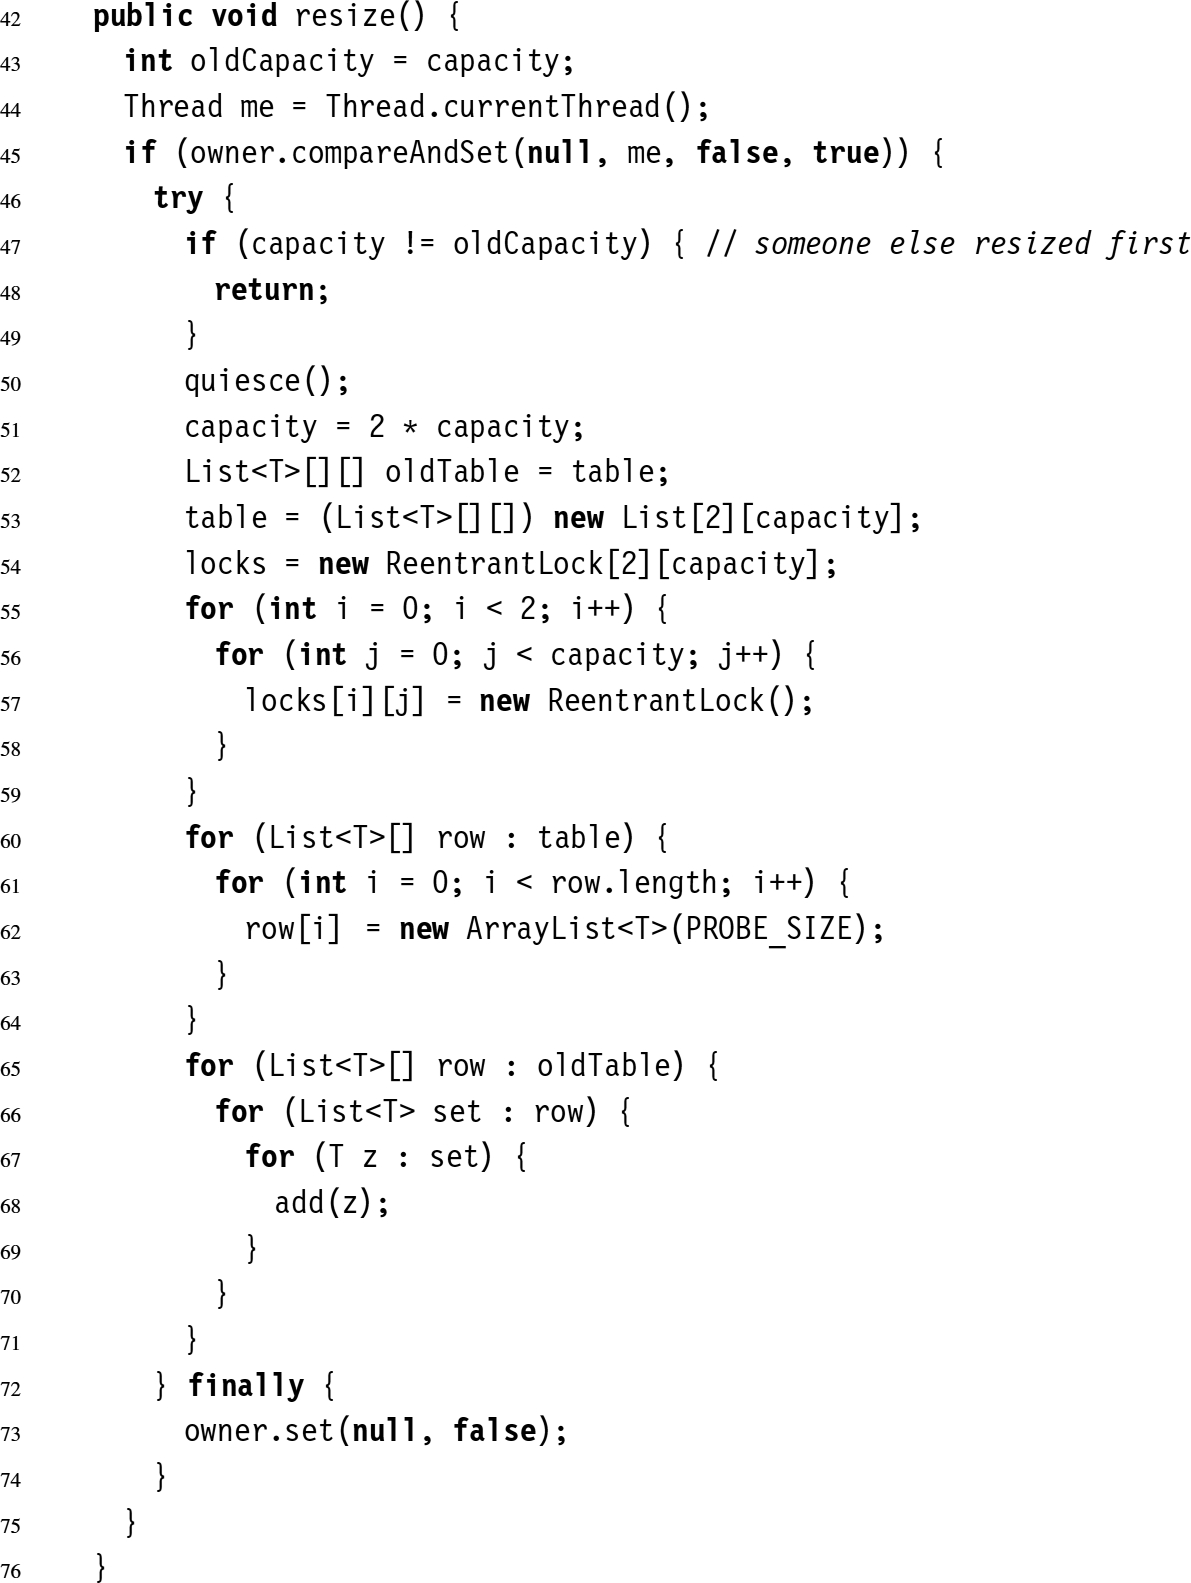 42 public void resize() {
43 int oldCapacity = capacity;
44 Thread me = Thread.currentThread();
45 if (owner.compareAndSet(null, me, false, true)) {
46 try {
47 if (capacity != oldCapacity) { // someone else resized first
48 return;
49 }
50 quiesce();
51 capacity = 2 * capacity;
52 List<T>[][] oldTable = table;
53 table = (List<T>[][]) new List[2][capacity];
54 locks = new ReentrantLock[2][capacity];
55 for (int i = 0; i < 2; i++) {
56 for (int j = 0; j < capacity; j++) {
57 locks[i][j] = new ReentrantLock();
58 }
59 }
60 for (List<T>[] row : table) {
61 for (int i = 0; i < row.length; i++) {
62 row[i] = new ArrayList<T>(PROBE_SIZE);
63 }
64 }
65 for (List<T>[] row : oldTable) {
66 for (List<T> set : row) {
67 for (T z : set) {
68 add(z);
69 }
70 }
71 }
72 } finally {
73 owner.set(null, false);
74 }
75 }
76 }